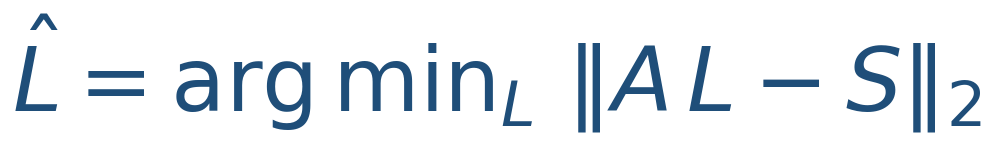 L̂ = arg min_L ‖A L − S‖₂